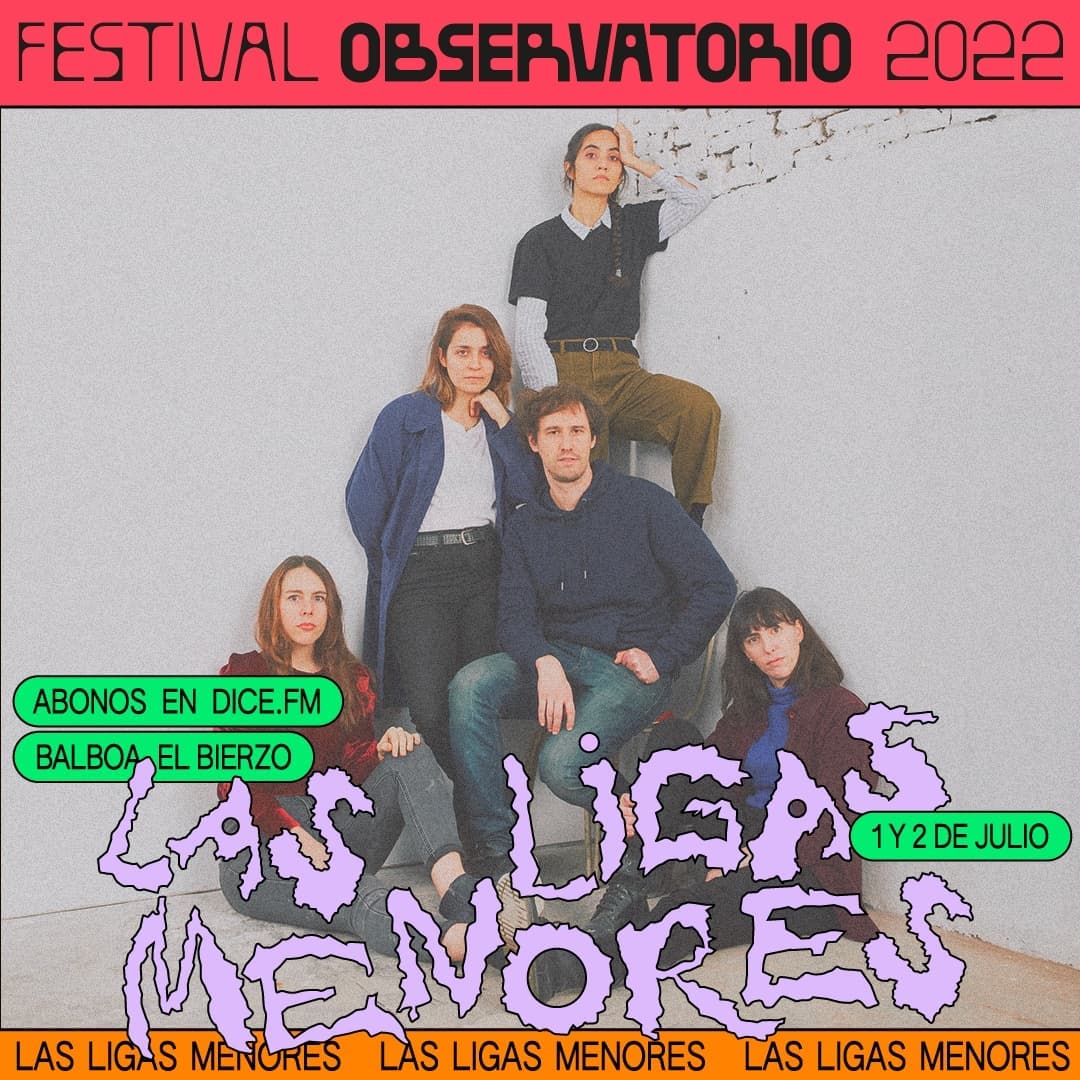 FESTIVAL OBSERVATORIO 2022
ABONOS EN DICE.FM
BALBOA, EL BIERZO
LAS LIGAS
1 Y 2 DE JULIO
MENORES
LAS LIGAS MENORES LAS LIGAS MENORES LAS LIGAS MENORES